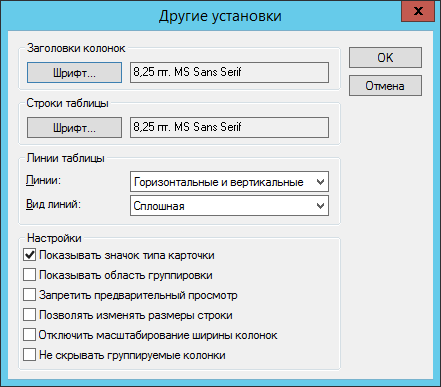 Другие установки
Заголовки колонок
Шрифт... 8,25 пт. MS Sans Serif
OK
Отмена
Строки таблицы
Шрифт... 8,25 пт. MS Sans Serif
Линии таблицы
Линии: Горизонтальные и вертикальные
Вид линий: Сплошная
Настройки
Показывать значок типа карточки
Показывать область группировки
Запретить предварительный просмотр
Позволять изменять размеры строки
Отключить масштабирование ширины колонок
Не скрывать группируемые колонки